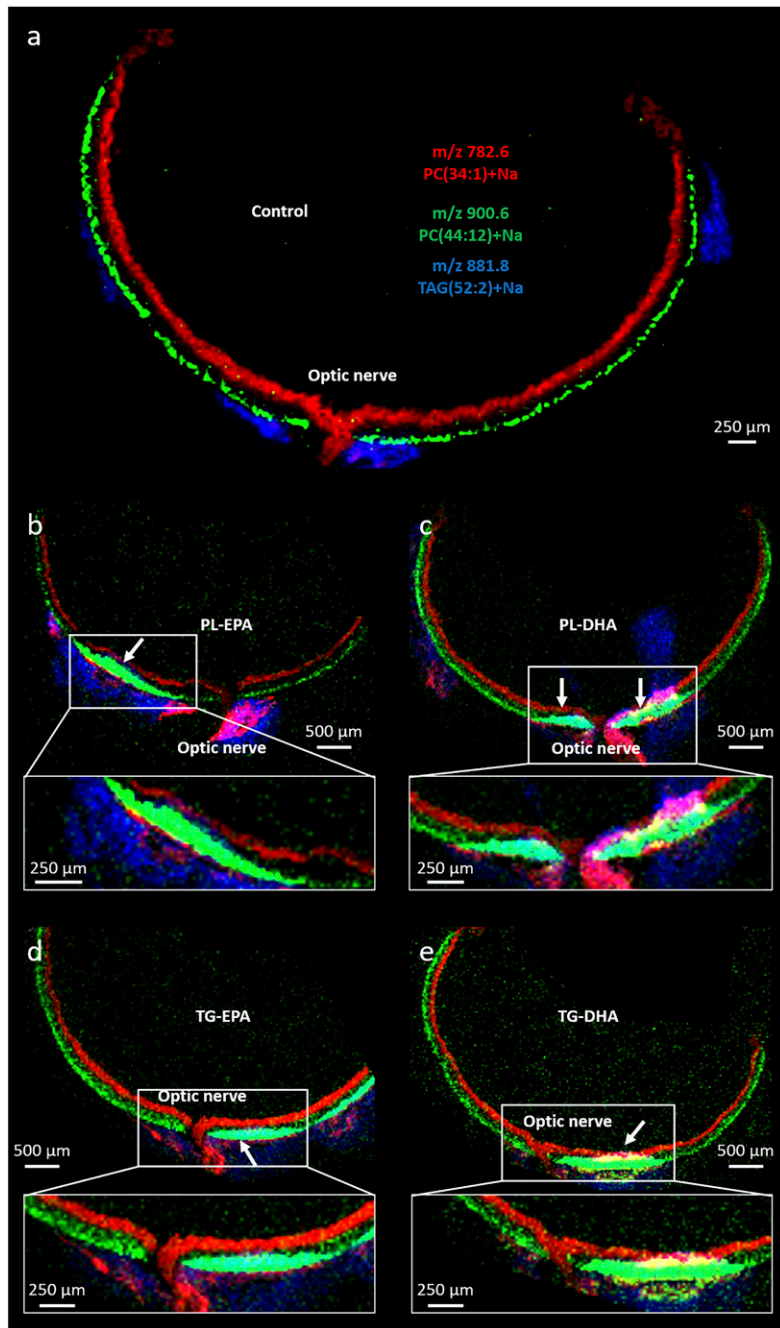 a
m/z 782.6
PC(34:1)+Na
Control
m/z 900.6
PC(44:12)+Na
m/z 881.8
TAG(52:2)+Na
Optic nerve
250 µm
b
PL-EPA
Optic nerve
500 µm
250 µm
c
PL-DHA
Optic nerve
500 µm
250 µm
d
TG-EPA
Optic nerve
500 µm
250 µm
e
TG-DHA
Optic nerve
500 µm
250 µm